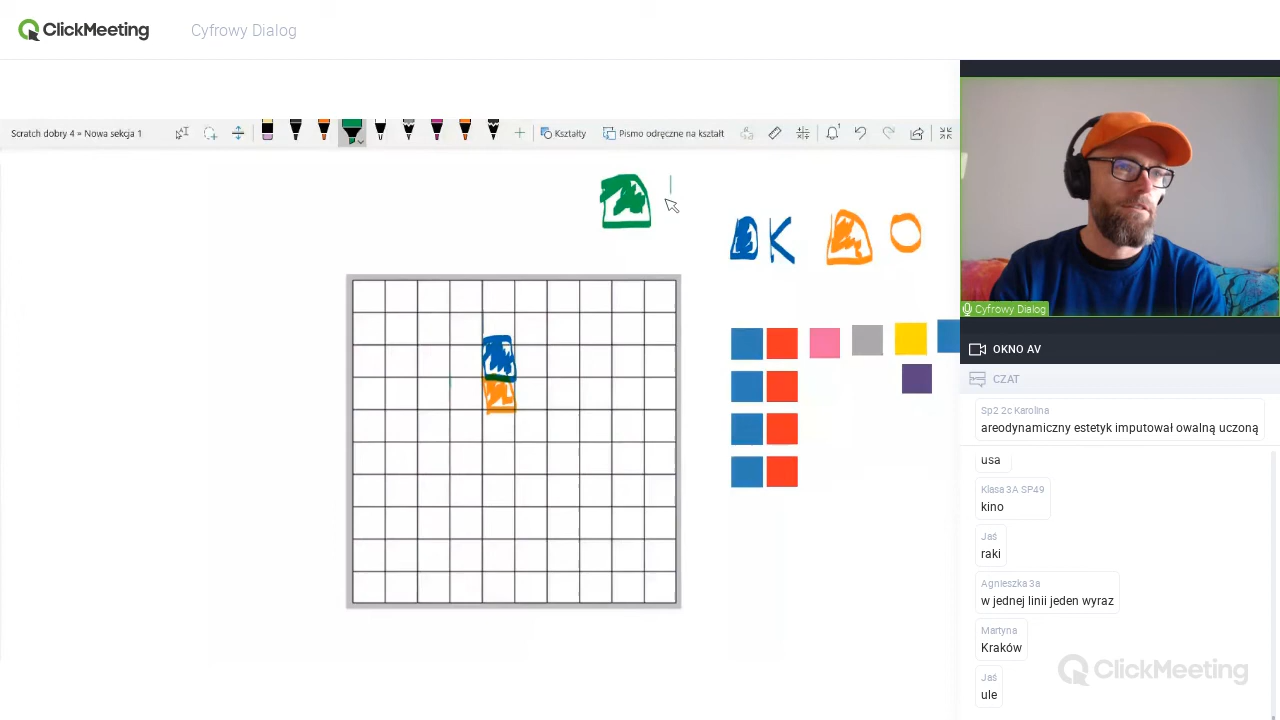 ClickMeeting
Cyfrowy Dialog
Scratch dobry 4 » Nowa sekcja 1
Kształty
Pismo odręczne na kształt
K
O
Cyfrowy Dialog
OKNO AV
CZAT
Sp2 2c Karolina
areodynamiczny estetyk imputował owalną uczoną
usa
Klasa 3A SP49
kino
Jaś
raki
Agnieszka 3a
w jednej linii jeden wyraz
Martyna
Kraków
Jaś
ule
ClickMeeting